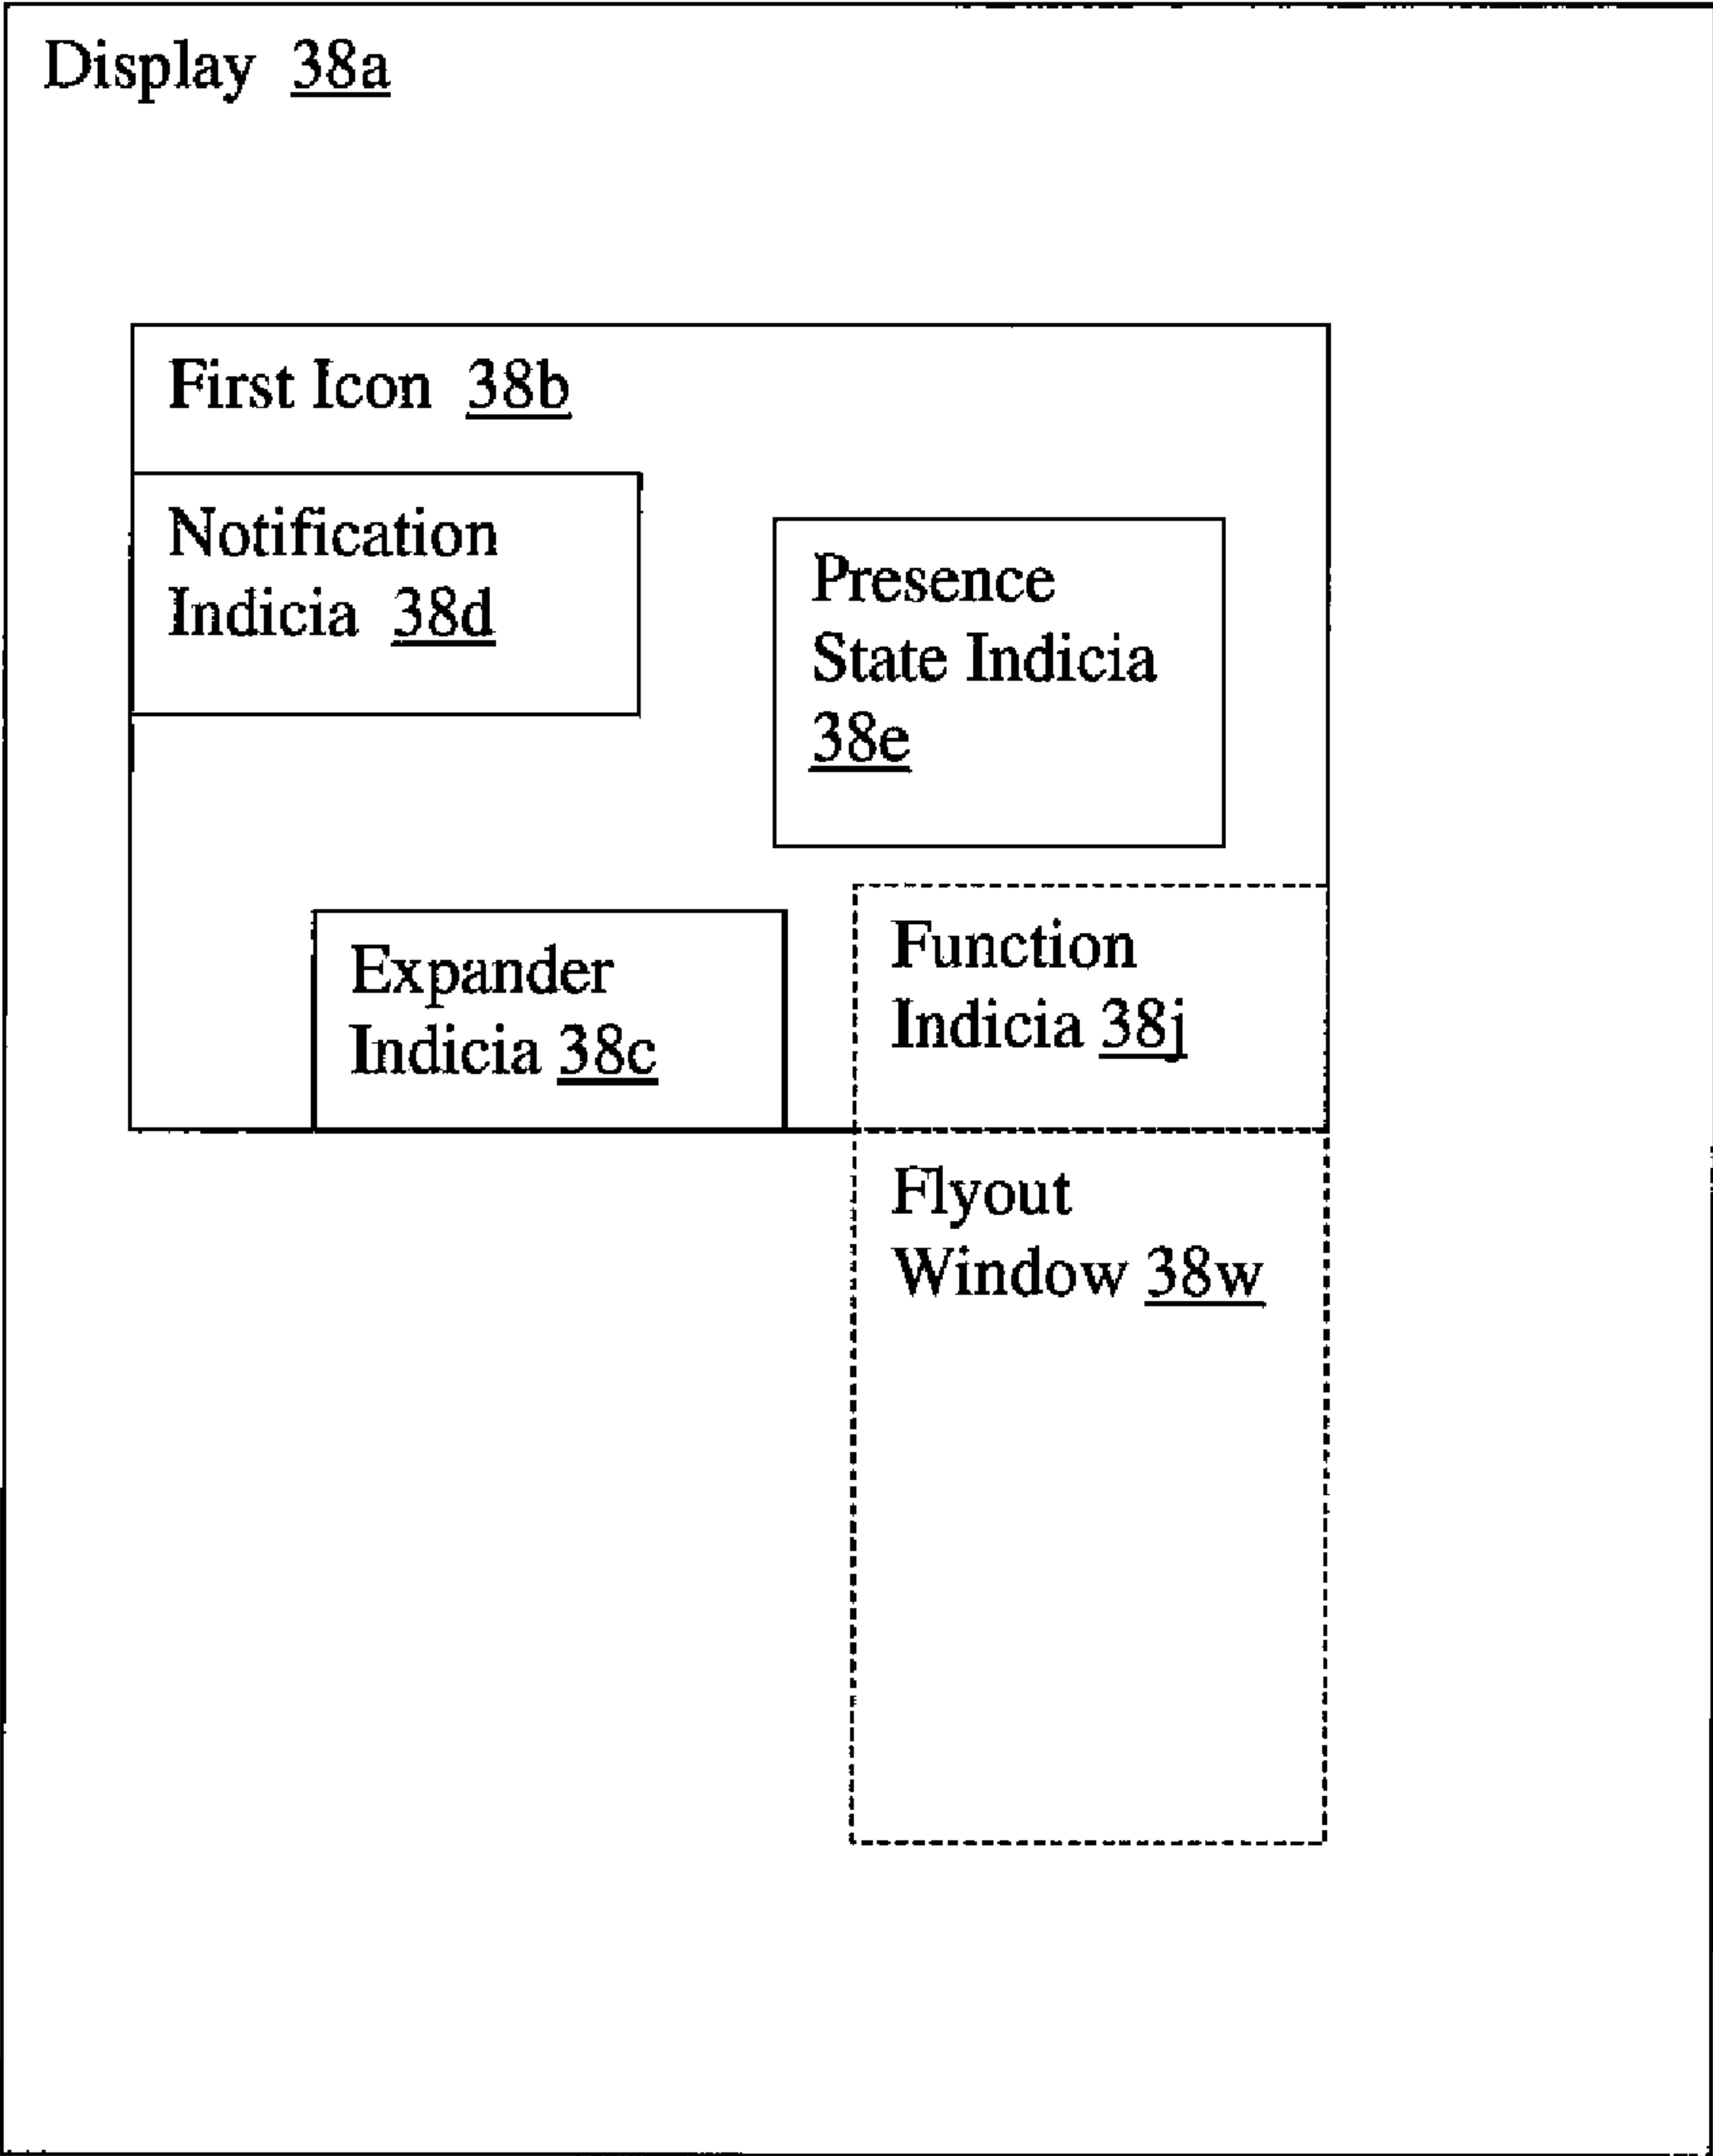 Display 38a
First Icon 38b
Notification
Indicia 38d
Presence
State Indicia
38e
Expander
Indicia 38c
Function
Indicia 38j
Flyout
Window 38w